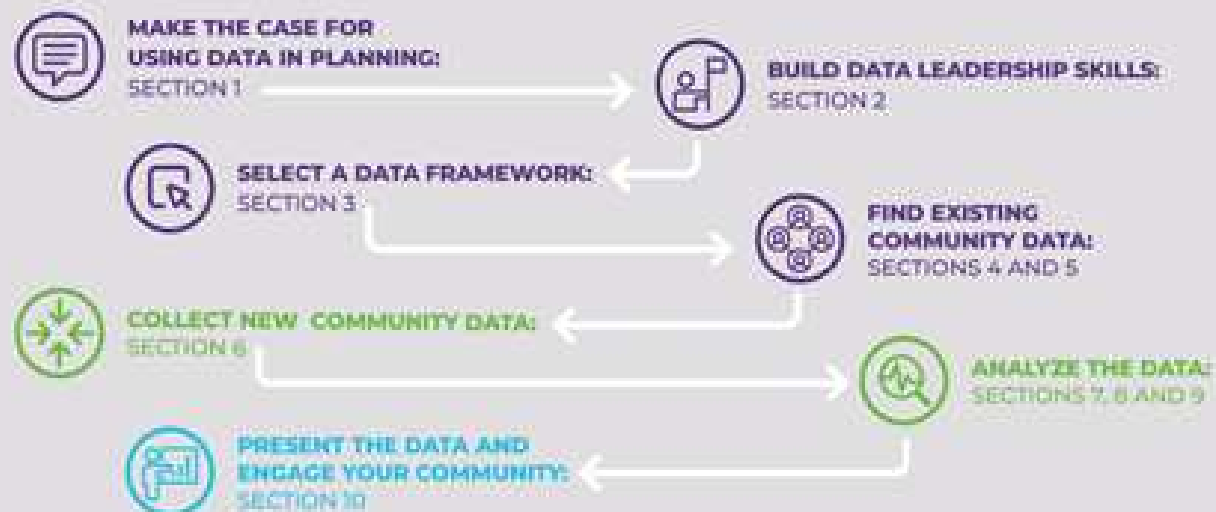 MAKE THE CASE FOR
USING DATA IN PLANNING:
SECTION 1
BUILD DATA LEADERSHIP SKILLS:
SECTION 2
SELECT A DATA FRAMEWORK:
SECTION 3
FIND EXISTING
COMMUNITY DATA:
SECTIONS 4 AND 5
COLLECT NEW COMMUNITY DATA:
SECTION 6
ANALYZE THE DATA:
SECTIONS 7, 8 AND 9
PRESENT THE DATA AND
ENGAGE YOUR COMMUNITY:
SECTION 10